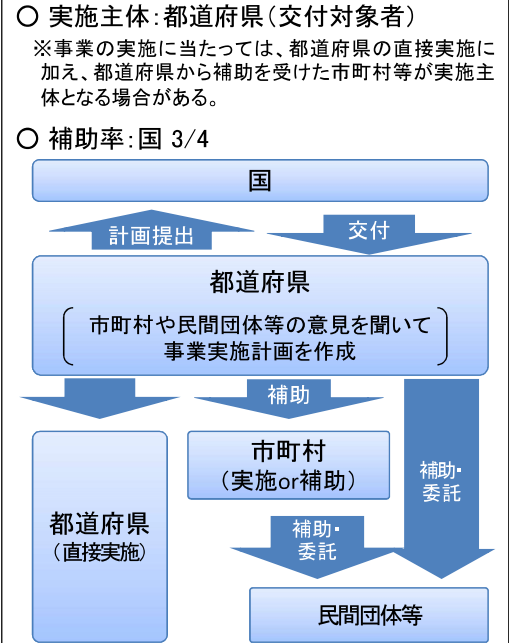 ○ 実施主体：都道府県（交付対象者）
※事業の実施に当たっては、都道府県の直接実施に
加え、都道府県から補助を受けた市町村等が実施主
体となる場合がある。
○ 補助率：国 3/4
国
計画提出
交付
都道府県
市町村や民間団体等の意見を聞いて
事業実施計画を作成
補助
市町村
（実施or補助）
補助・
委託
都道府県
（直接実施）
補助・
委託
民間団体等